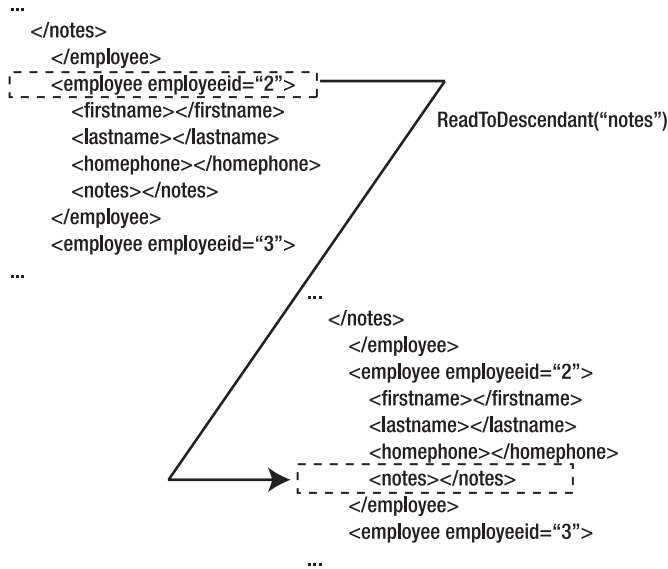 ...
</notes>
</employee>
<employee employeeid=“2”>
<firstname></firstname>
<lastname></lastname>
<homephone></homephone>
<notes></notes>
</employee>
<employee employeeid=“3”>
...
ReadToDescendant(“notes”)
...
</notes>
</employee>
<employee employeeid=“2”>
<firstname></firstname>
<lastname></lastname>
<homephone></homephone>
<notes></notes>
</employee>
<employee employeeid=“3”>
...